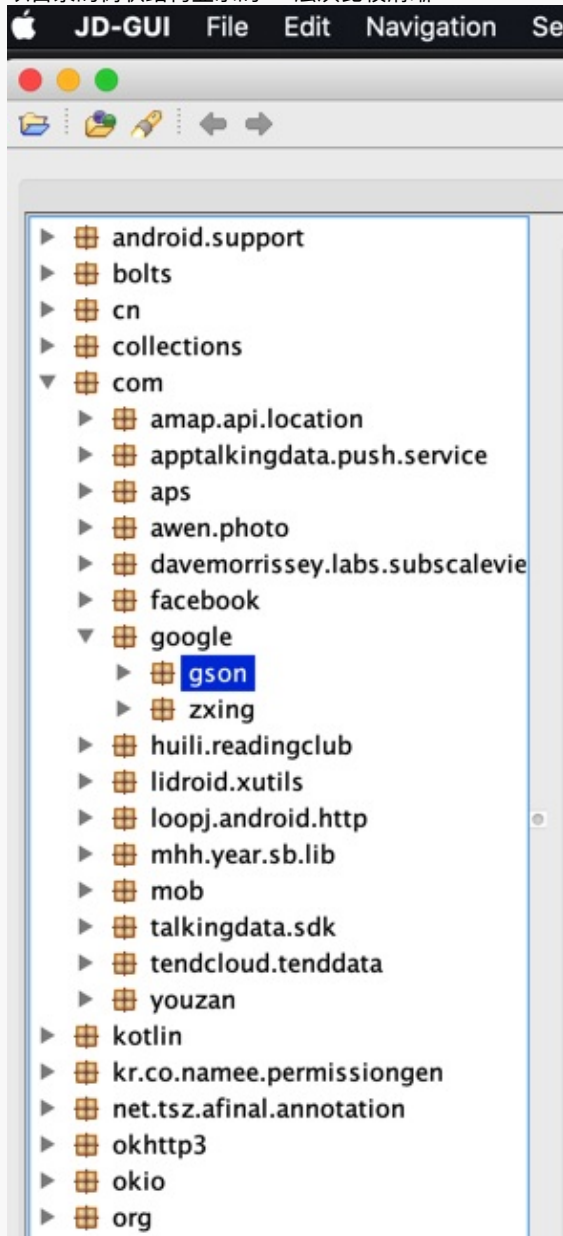 JD-GUI File Edit Navigation Se
android.support
bolts
cn
collections
com
amap.api.location
apptalkingdata.push.service
aps
awen.photo
davemorrissey.labs.subscalevie
facebook
google
gson
zxing
huili.readingclub
lidroid.xutils
loopj.android.http
mhh.year.sb.lib
mob
talkingdata.sdk
tendcloud.tenddata
youzan
kotlin
kr.co.namee.permissiongen
net.tsz.afinal.annotation
okhttp3
okio
org